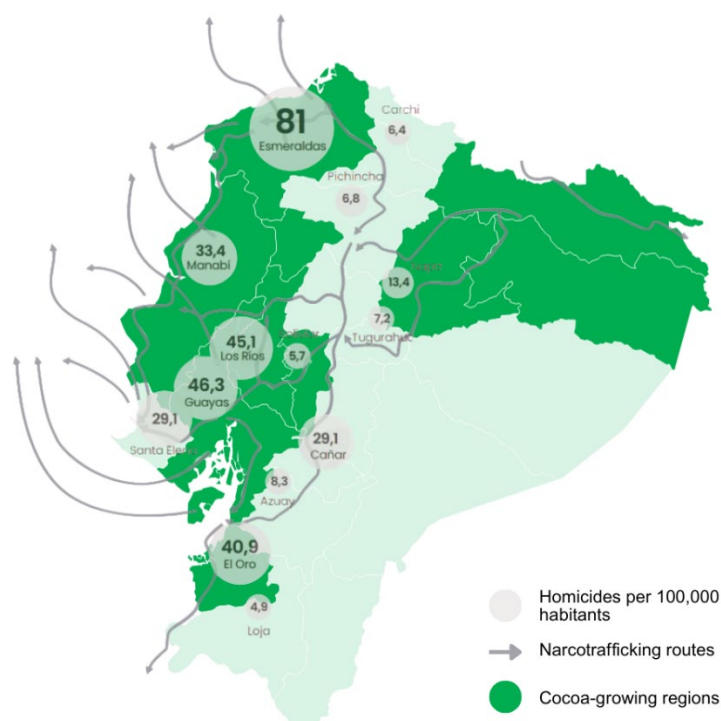 81
Esmeraldas
Carchi
6,4
Pichincha
6,8
33,4
Manabí
13,4
7,2
Tugurahuc
45,1
Los Ríos
5,7
46,3
Guayas
29,1
Santa Elena
29,1
Cañar
8,3
Azuay
40,9
El Oro
4,9
Loja
Homicides per 100,000
habitants
Narcotrafficking routes
Cocoa-growing regions